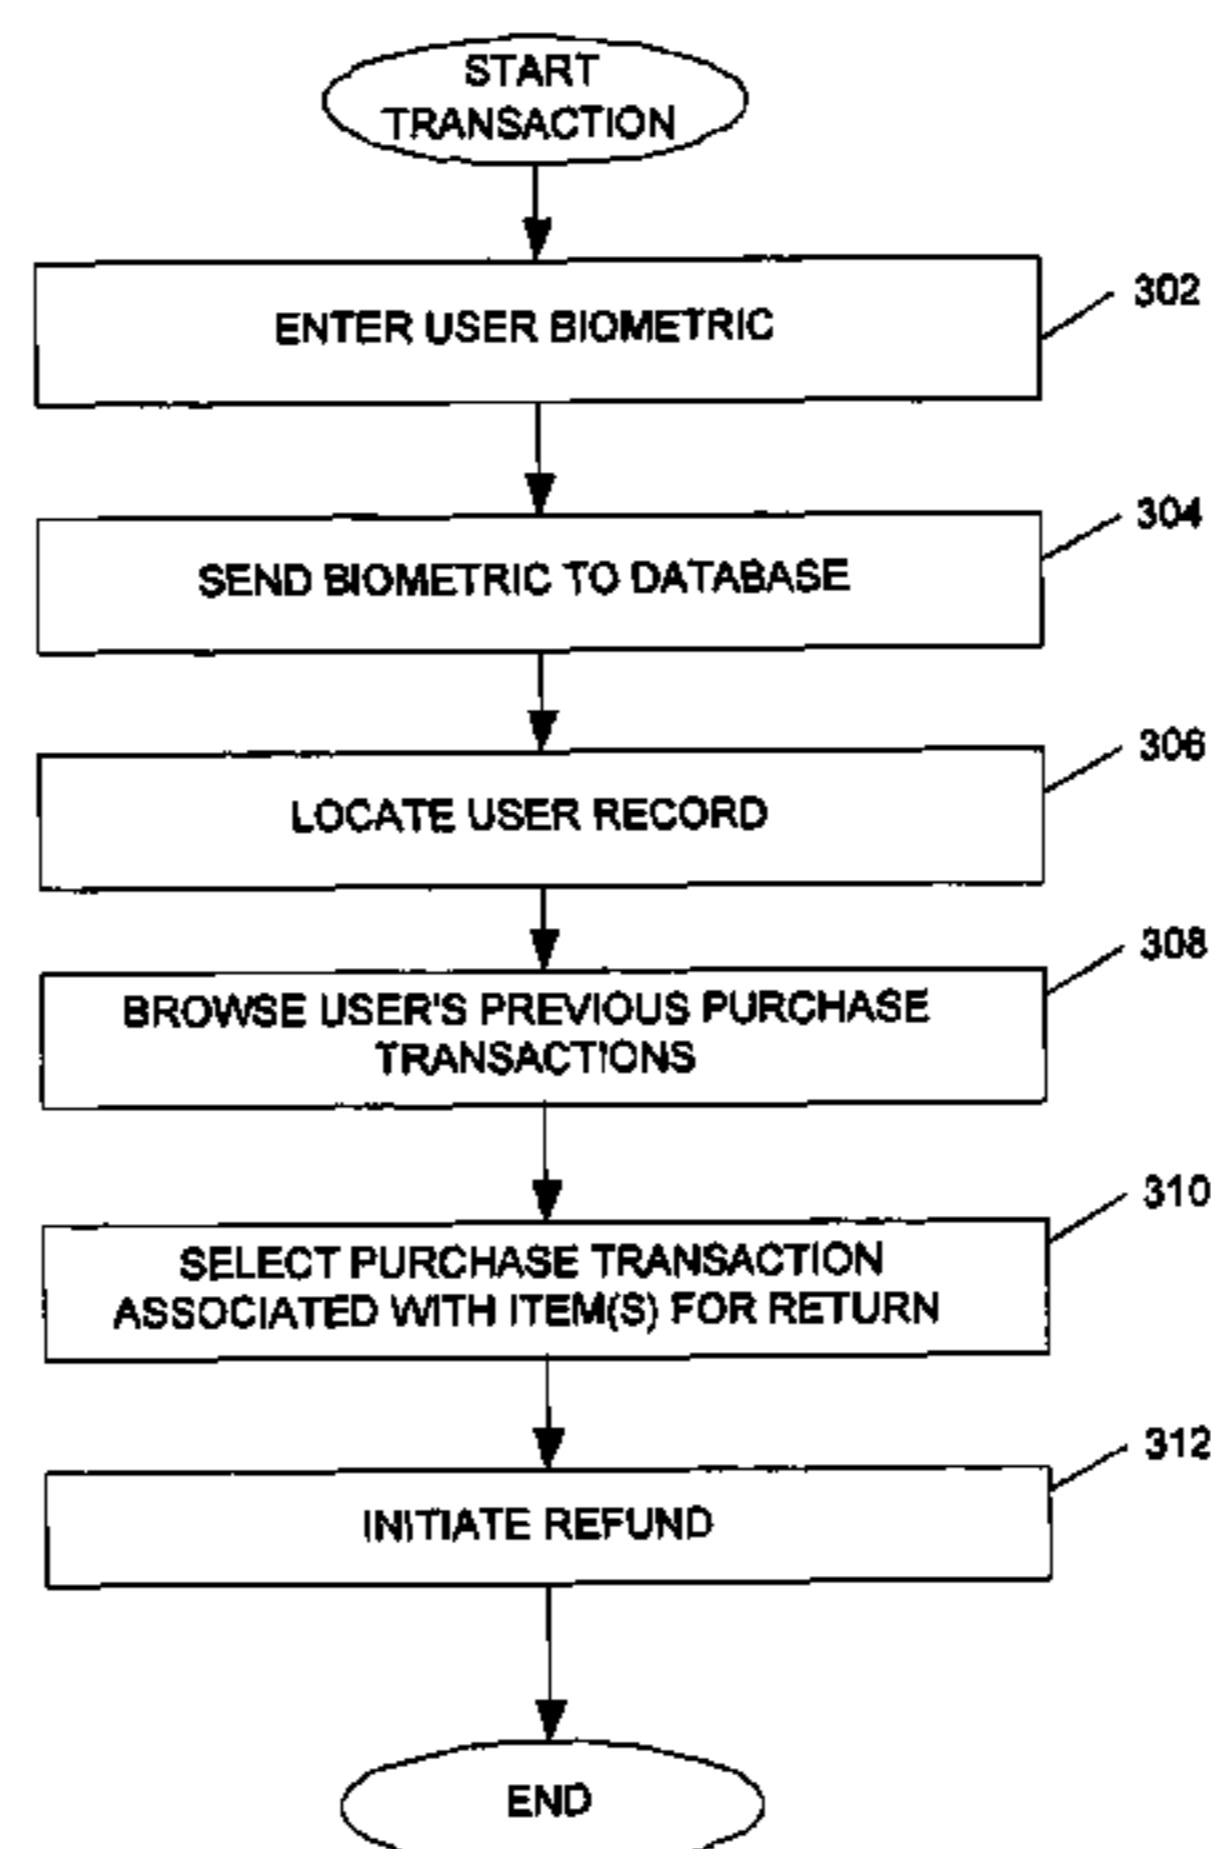 START
TRANSACTION
ENTER USER BIOMETRIC
302
SEND BIOMETRIC TO DATABASE
304
LOCATE USER RECORD
306
BROWSE USER'S PREVIOUS PURCHASE
TRANSACTIONS
308
SELECT PURCHASE TRANSACTION
ASSOCIATED WITH ITEM(S) FOR RETURN
310
INITIATE REFUND
312
END